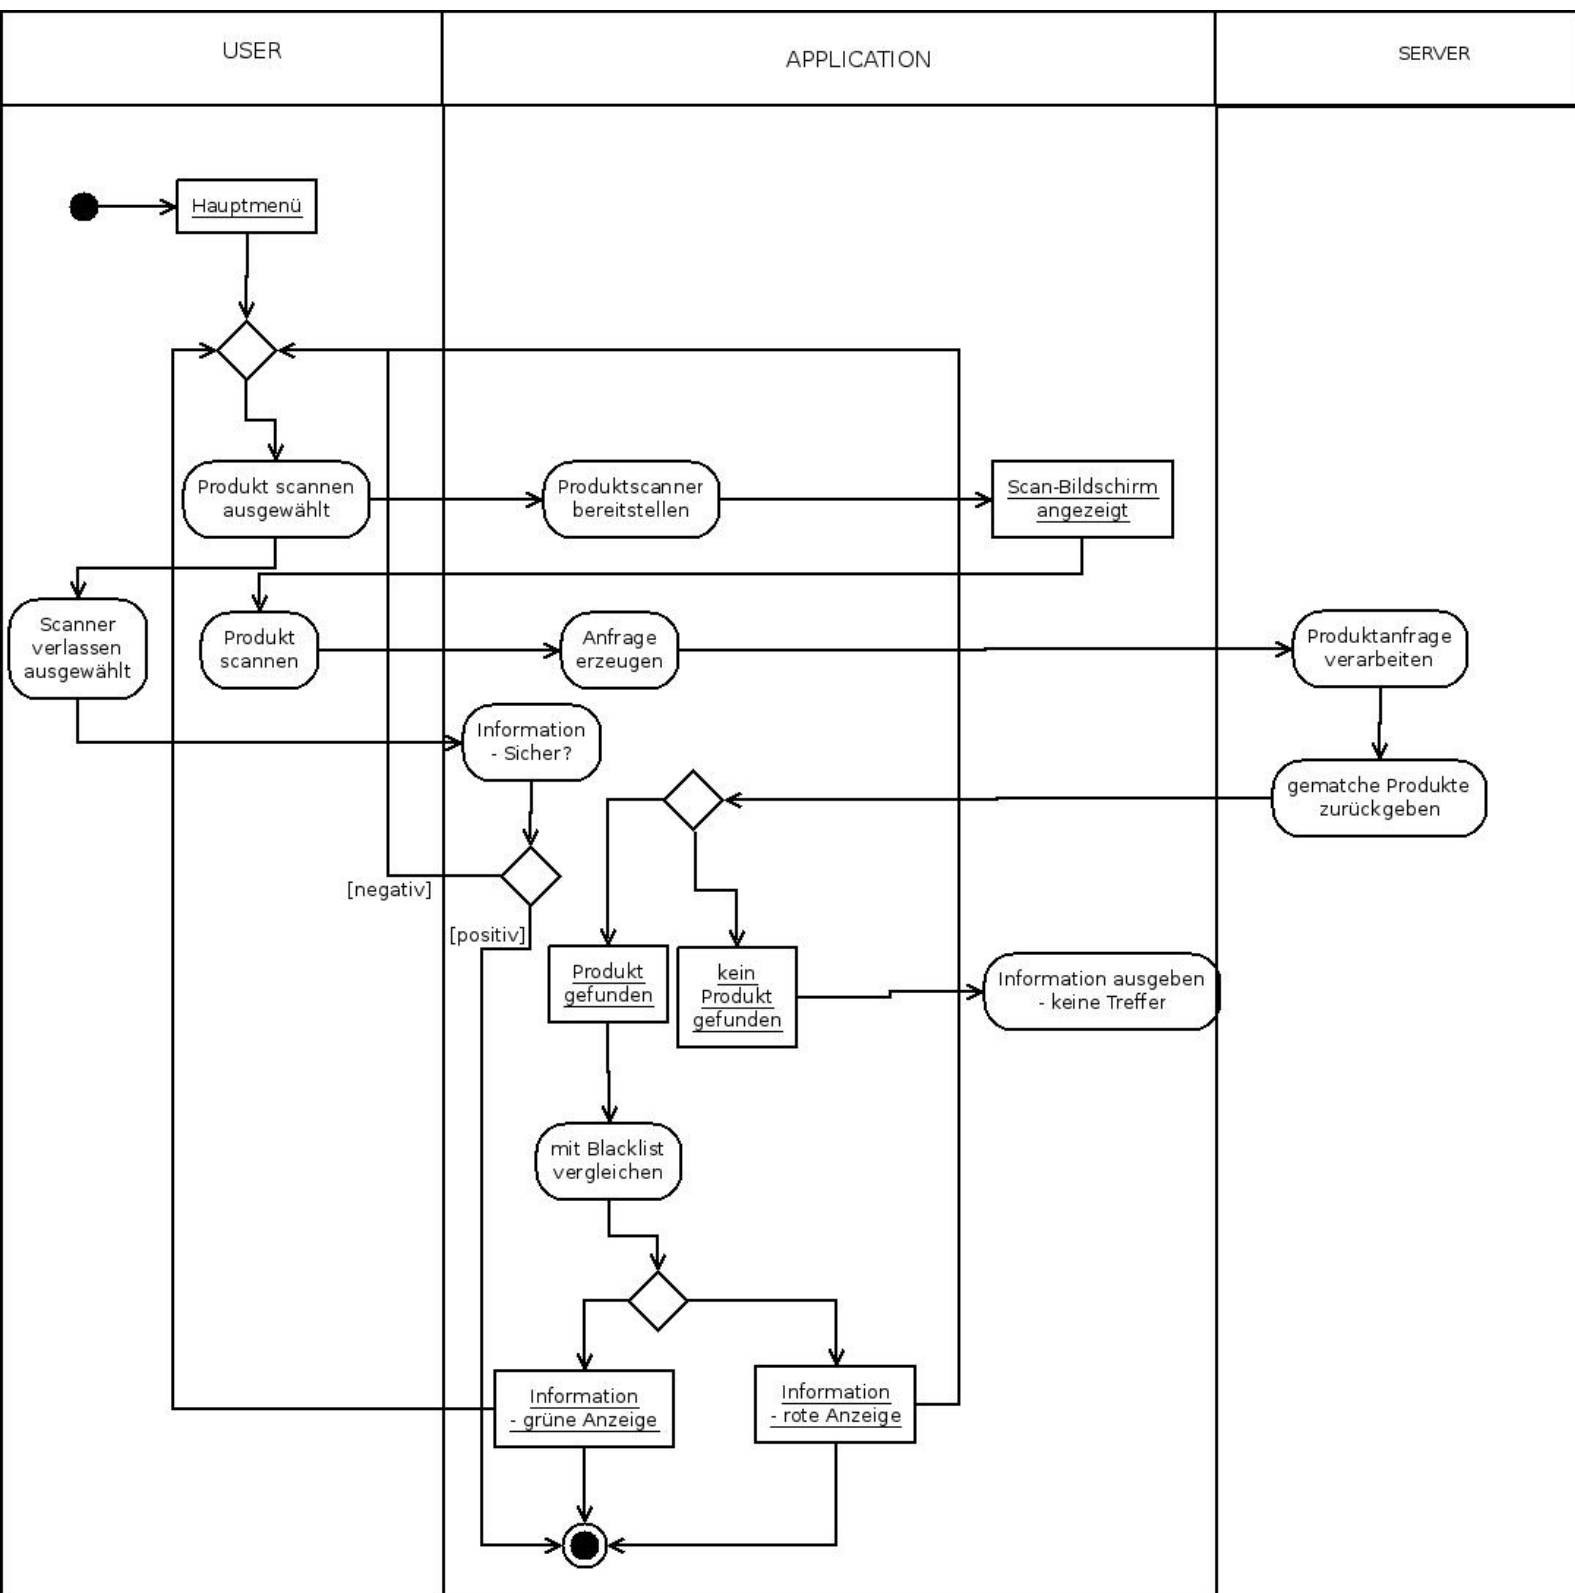 USER
APPLICATION
SERVER
Hauptmenü
Produkt scannen
ausgewählt
Produktscanner
bereitstellen
Scan-Bildschirm
angezeigt
Scanner
verlassen
ausgewählt
Produkt
scannen
Anfrage
erzeugen
Produktanfrage
verarbeiten
Information
- Sicher?
gematche Produkte
zurückgeben
[negativ]
[positiv]
Produkt
gefunden
kein
Produkt
gefunden
Information ausgeben
- keine Treffer
mit Blacklist
vergleichen
Information
- grüne Anzeige
Information
- rote Anzeige